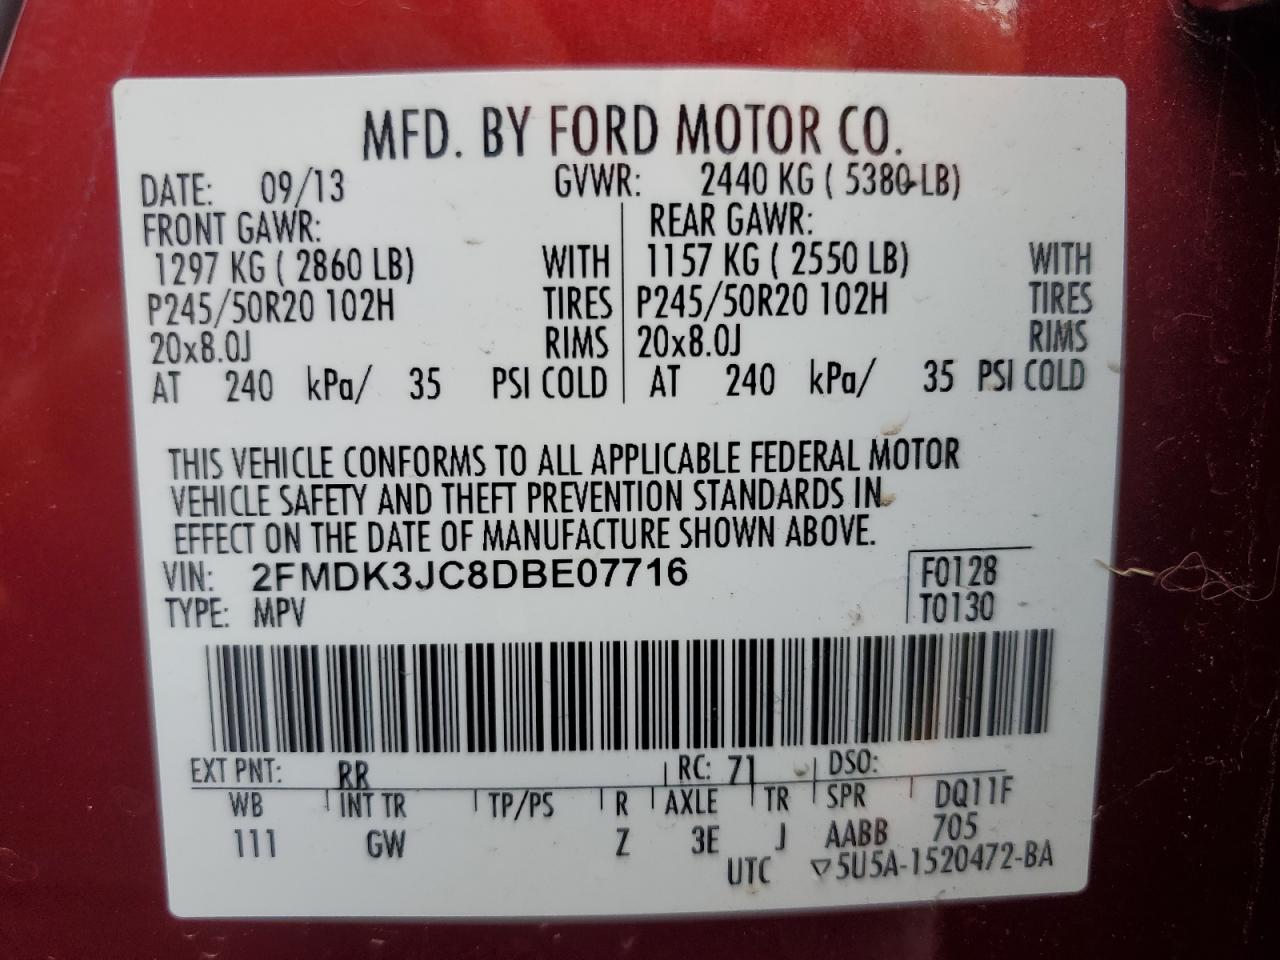 MFD. BY FORD MOTOR CO.
DATE: 09/13 GVWR: 2440 KG ( 5380 LB)
FRONT GAWR: REAR GAWR:
1297 KG ( 2860 LB) WITH 1157 KG ( 2550 LB) WITH
P245/50R20 102H TIRES P245/50R20 102H TIRES
20x8.0J RIMS 20x8.0J RIMS
AT 240 kPa/ 35 PSI COLD AT 240 kPa/ 35 PSI COLD
THIS VEHICLE CONFORMS TO ALL APPLICABLE FEDERAL MOTOR
VEHICLE SAFETY AND THEFT PREVENTION STANDARDS IN
EFFECT ON THE DATE OF MANUFACTURE SHOWN ABOVE.
VIN: 2FMDK3JC8DBE07716 F0128
TYPE: MPV T0130
EXT PNT: RR RC: 71 DSO:
WB INT TR TP/PS R AXLE TR SPR DQ11F
111 GW Z 3E J AABB 705
UTC ▽5U5A-1520472-BA